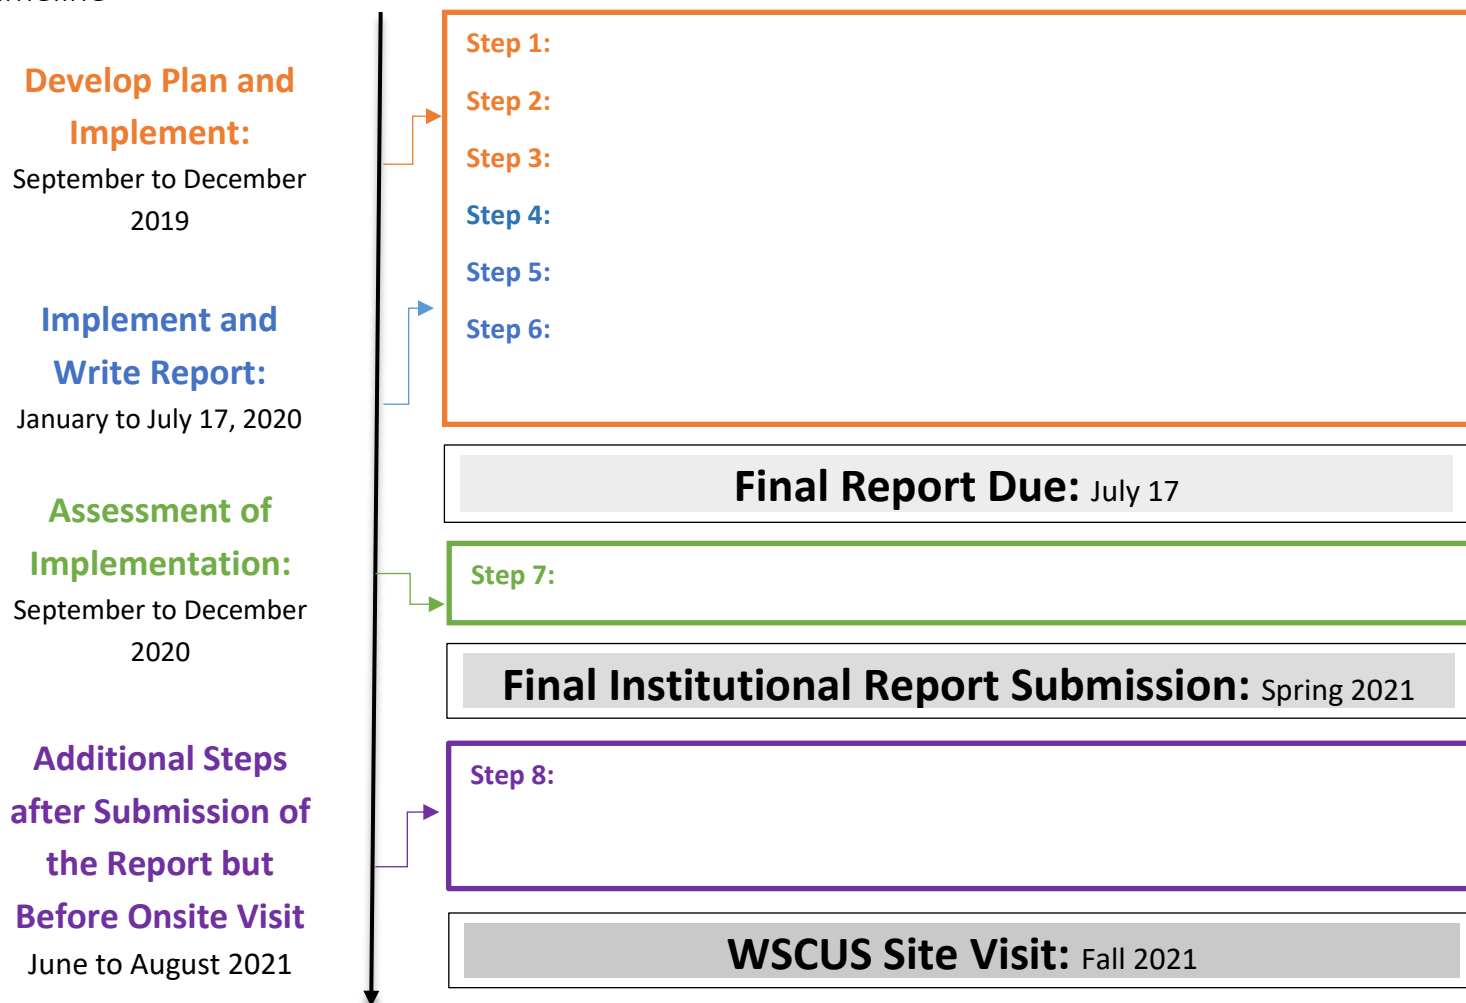 Develop Plan and
Implement:
September to December
2019
Implement and
Write Report:
January to July 17, 2020
Assessment of
Implementation:
September to December
2020
Additional Steps
after Submission of
the Report but
Before Onsite Visit
June to August 2021
Step 1:
Step 2:
Step 3:
Step 4:
Step 5:
Step 6:
Final Report Due: July 17
Step 7:
Final Institutional Report Submission: Spring 2021
Step 8:
WSCUS Site Visit: Fall 2021